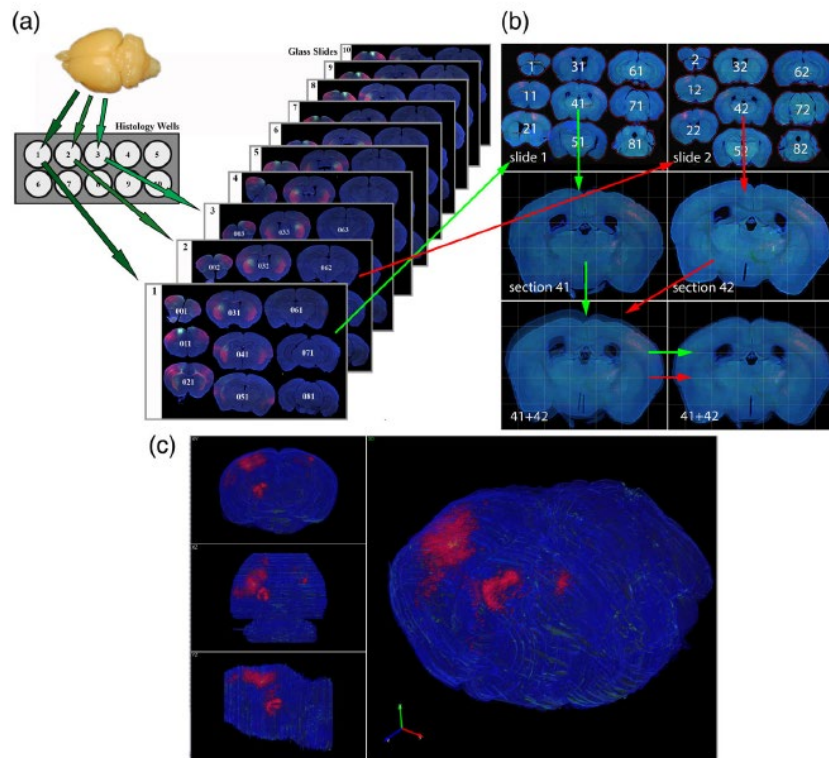 (a)
Histology Wells
1 2 3 4 5
6 7 8 9 10
Glass Slides
10
9
8
7
6
5
4
3
003 033 063
2
002 032 062
1
001 031 061
011 041 071
021 051 081
(b)
1 31 61
11 41 71
21 51 81
slide 1
2 32 62
12 42 72
22 52 82
slide 2
section 41
section 42
41+42
41+42
(c)